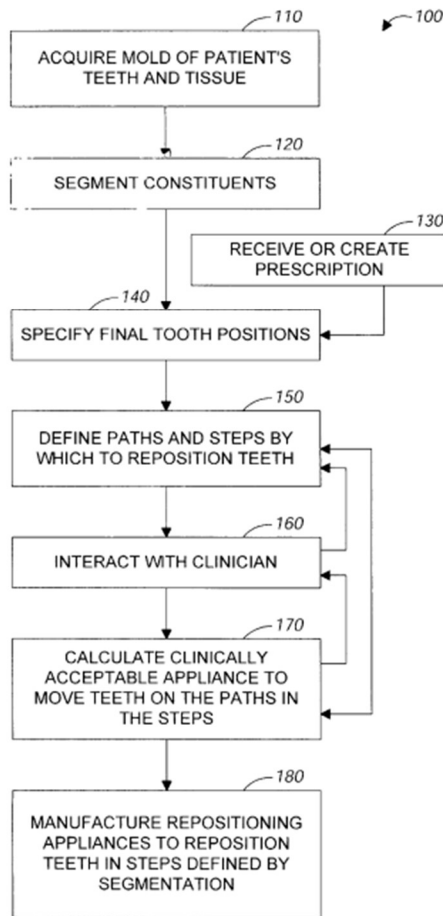 110
100
ACQUIRE MOLD OF PATIENT'S
TEETH AND TISSUE
120
SEGMENT CONSTITUENTS
130
RECEIVE OR CREATE
PRESCRIPTION
140
SPECIFY FINAL TOOTH POSITIONS
150
DEFINE PATHS AND STEPS BY
WHICH TO REPOSITION TEETH
160
INTERACT WITH CLINICIAN
170
CALCULATE CLINICALLY
ACCEPTABLE APPLIANCE TO
MOVE TEETH ON THE PATHS IN
THE STEPS
180
MANUFACTURE REPOSITIONING
APPLIANCES TO REPOSITION
TEETH IN STEPS DEFINED BY
SEGMENTATION